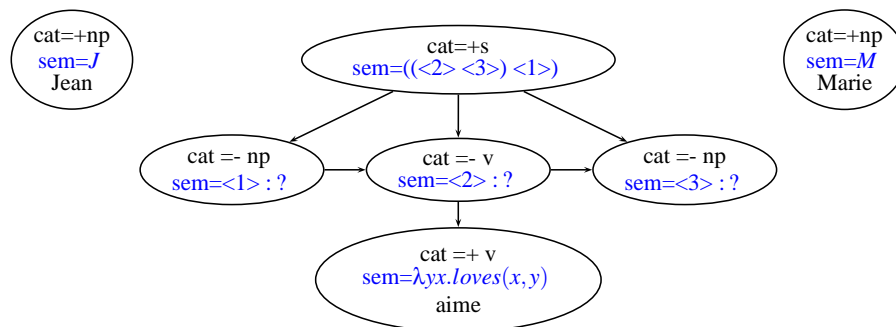 cat=+np
sem=J
Jean
cat=+s
sem=((<2> <3>) <1>)
cat=+np
sem=M
Marie
cat =- np
sem=<1> : ?
cat =- v
sem=<2> : ?
cat =- np
sem=<3> : ?
cat =+ v
sem=λyx.loves(x,y)
aime